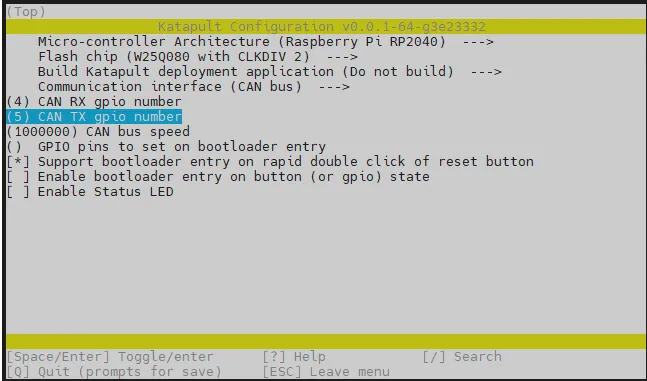 (Top)
Katapult Configuration v0.0.1-64-g3e23332
Micro-controller Architecture (Raspberry Pi RP2040)  --->
Flash chip (W25Q080 with CLKDIV 2)  --->
Build Katapult deployment application (Do not build)  --->
Communication interface (CAN bus)  --->
(4) CAN RX gpio number
(5) CAN TX gpio number
(1000000) CAN bus speed
()  GPIO pins to set on bootloader entry
[*] Support bootloader entry on rapid double click of reset button
[ ] Enable bootloader entry on button (or gpio) state
[ ] Enable Status LED
[Space/Enter] Toggle/enter     [?] Help            [/] Search
[Q] Quit (prompts for save)    [ESC] Leave menu